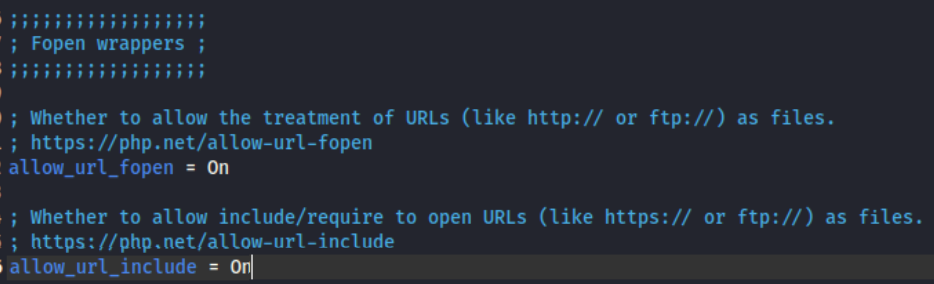 ;;;;;;;;;;;;;;;;;;
; Fopen wrappers ;
;;;;;;;;;;;;;;;;;;
; Whether to allow the treatment of URLs (like http:// or ftp://) as files.
; https://php.net/allow-url-fopen
allow_url_fopen = On
; Whether to allow include/require to open URLs (like https:// or ftp://) as files.
; https://php.net/allow-url-include
allow_url_include = On